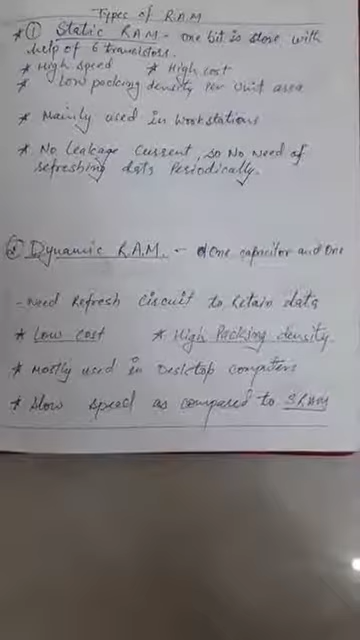 Types of R.A.M
* ① Static RAM - one bit is store with
help of 6 transistors.
* High speed * High cost
* Low packing density per unit area
* Mainly used in workstations
* No Leakage current, so No need of
refreshing data Periodically.
② Dynamic R.A.M. - One capacitor and One
- Need Refresh circuit to Retain data
* Low cost * High Packing density
* Mostly used in Desktop computers
* Slow speed as compared to SRAM